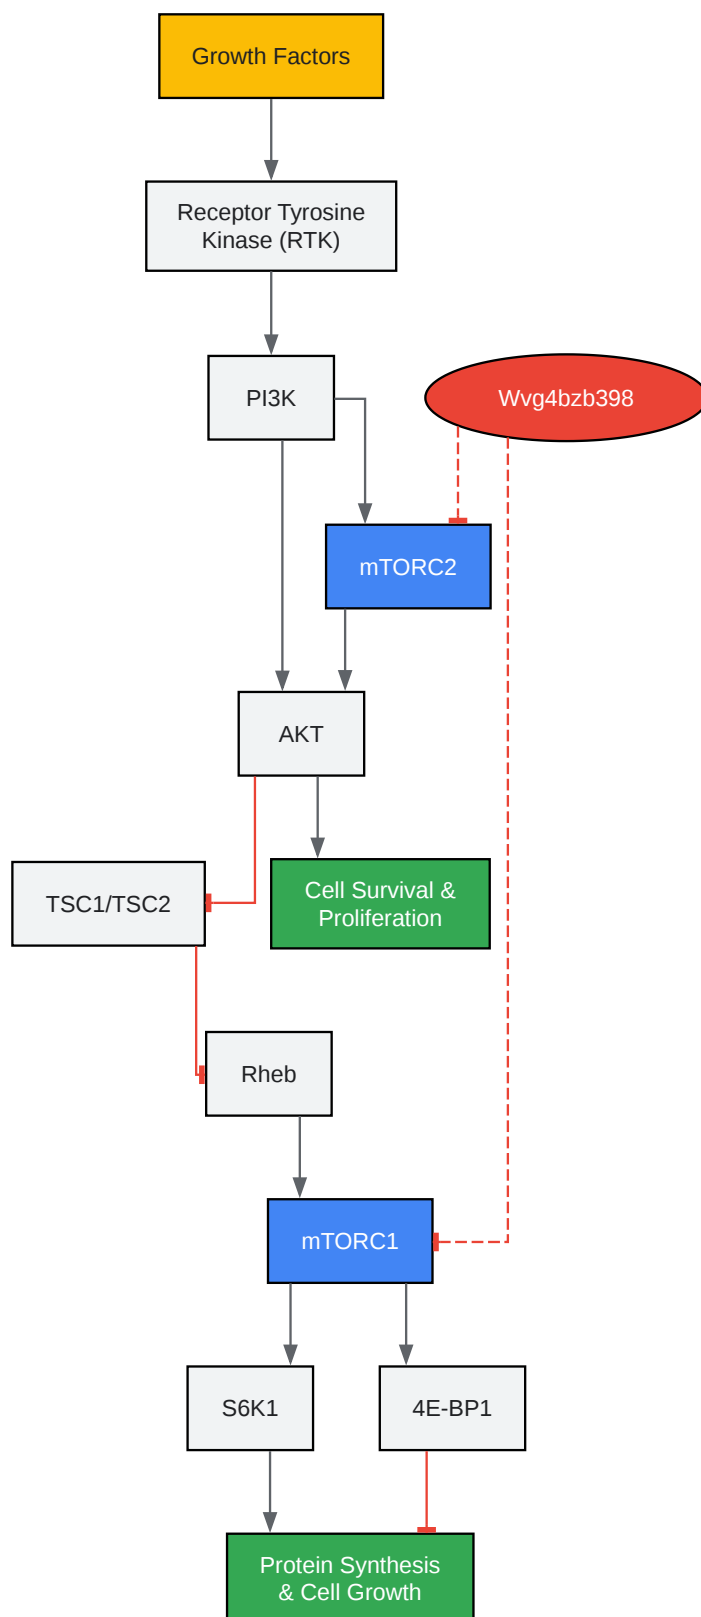 Growth Factors
Receptor Tyrosine
Kinase (RTK)
PI3K
Wvg4bzb398
mTORC2
AKT
TSC1/TSC2
Cell Survival &
Proliferation
Rheb
mTORC1
S6K1
4E-BP1
Protein Synthesis
& Cell Growth